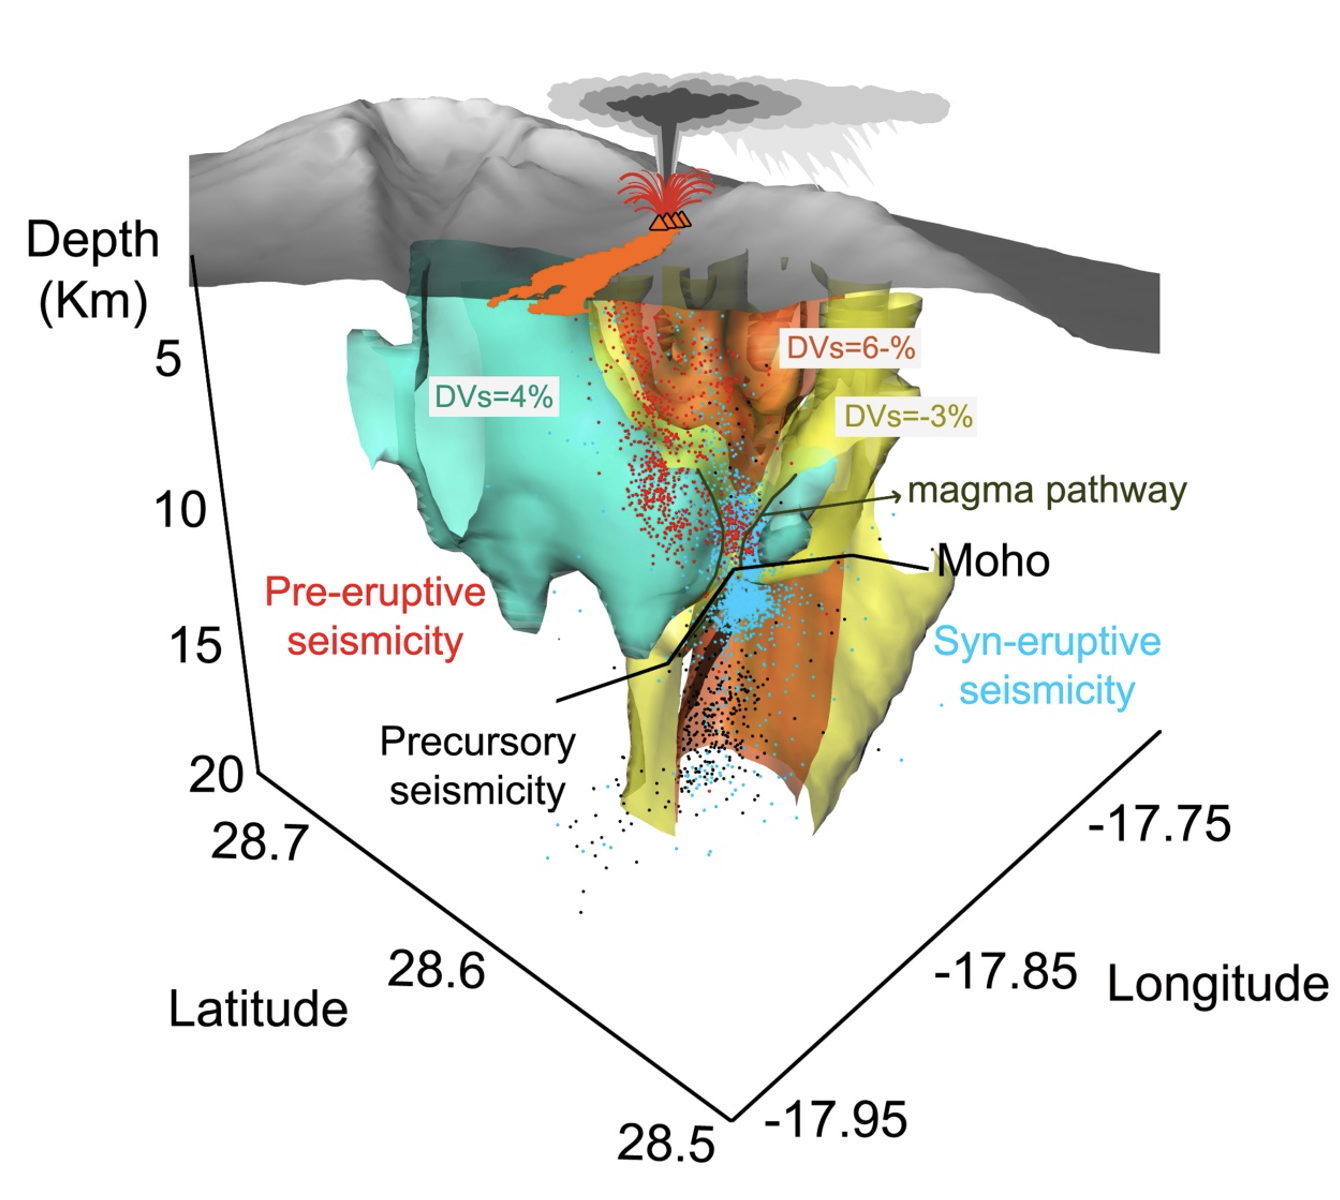 Depth
(Km)
5
DVs=6-%
DVs=4%
DVs=-3%
10
magma pathway
Moho
Pre-eruptive
seismicity
15
Syn-eruptive
seismicity
Precursory
seismicity
20
28.7
-17.75
28.6
-17.85
Longitude
Latitude
28.5
-17.95